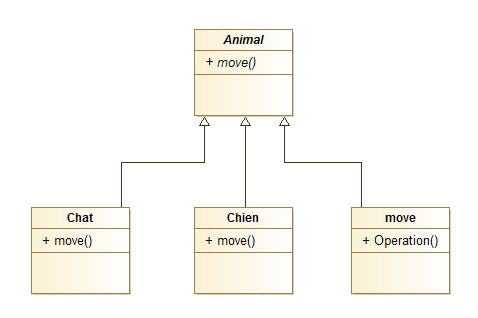 Animal
+ move()
Chat
+ move()
Chien
+ move()
move
+ Operation()